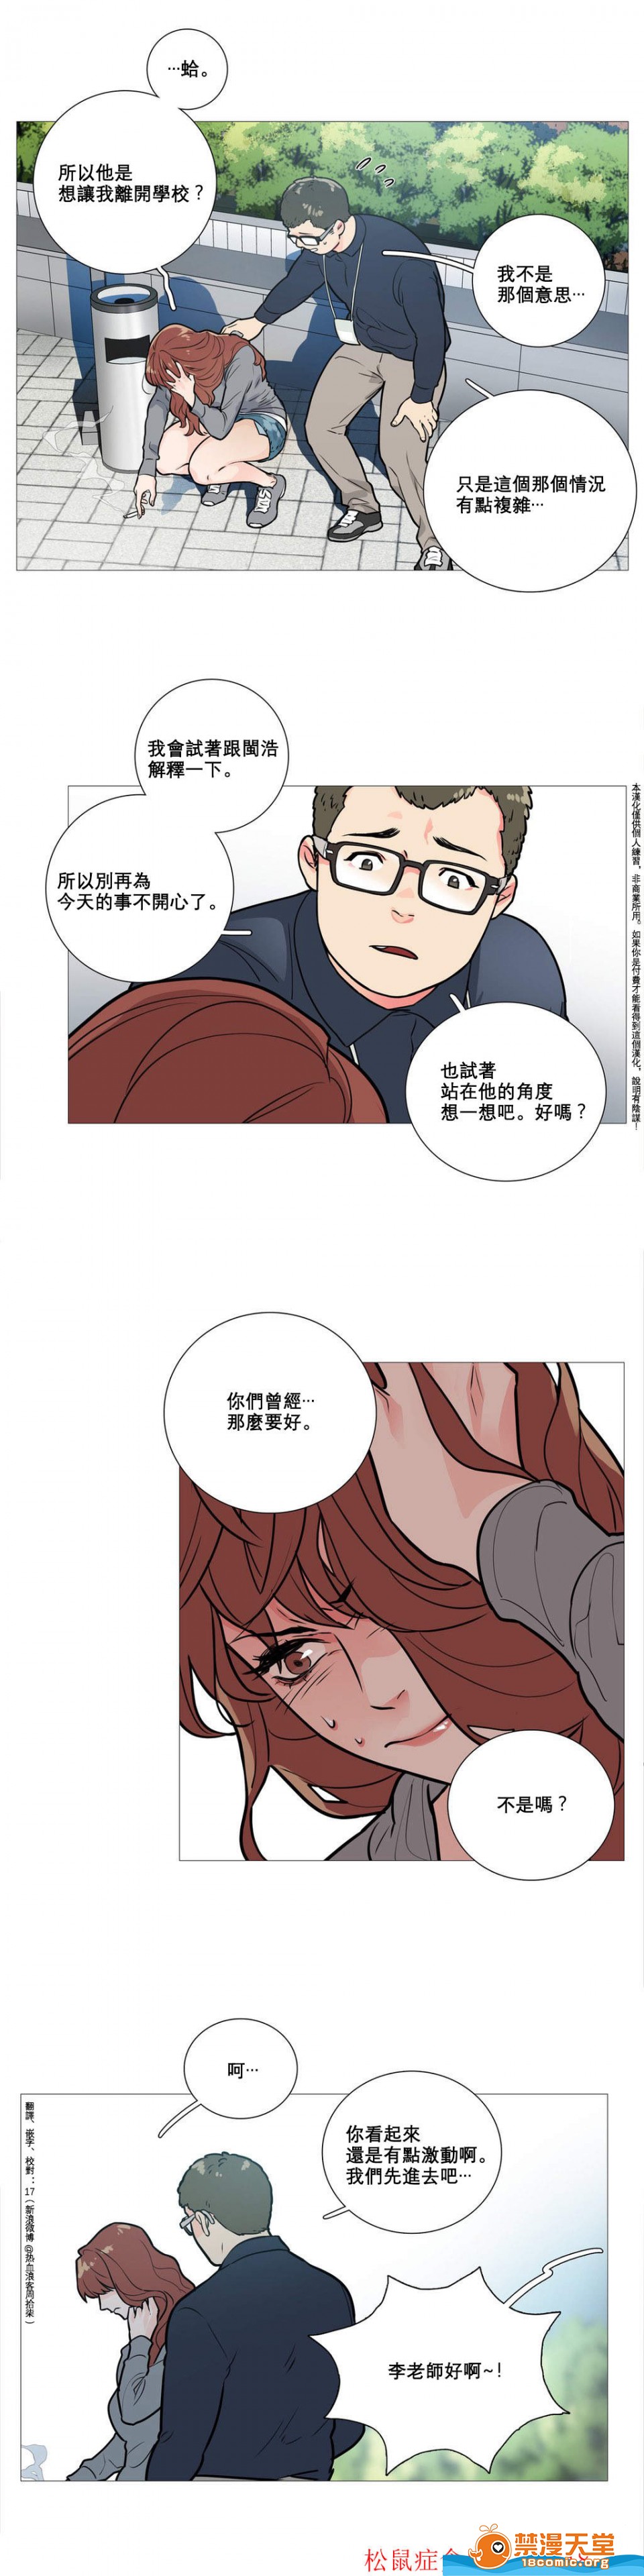 …蛤。
所以他是
想讓我離開學校？
我不是
那個意思…
只是這個那個情況
有點複雜…
我會試著跟閔浩
解釋一下。
所以別再為
今天的事不開心了。
也試著
站在他的角度
想一想吧。好嗎？
本漢化僅供個人練習，非商業所用。如果你是付費才能看得到這個漢化，說明有陰謀！
你們曾經…
那麼要好。
不是嗎？
呵…
你看起來
還是有點激動啊。
我們先進去吧…
李老師好啊~！
翻譯、嵌字、校對：17（新浪微博@热血浪客周拾柒）
松鼠症
禁漫天堂
18comic.org